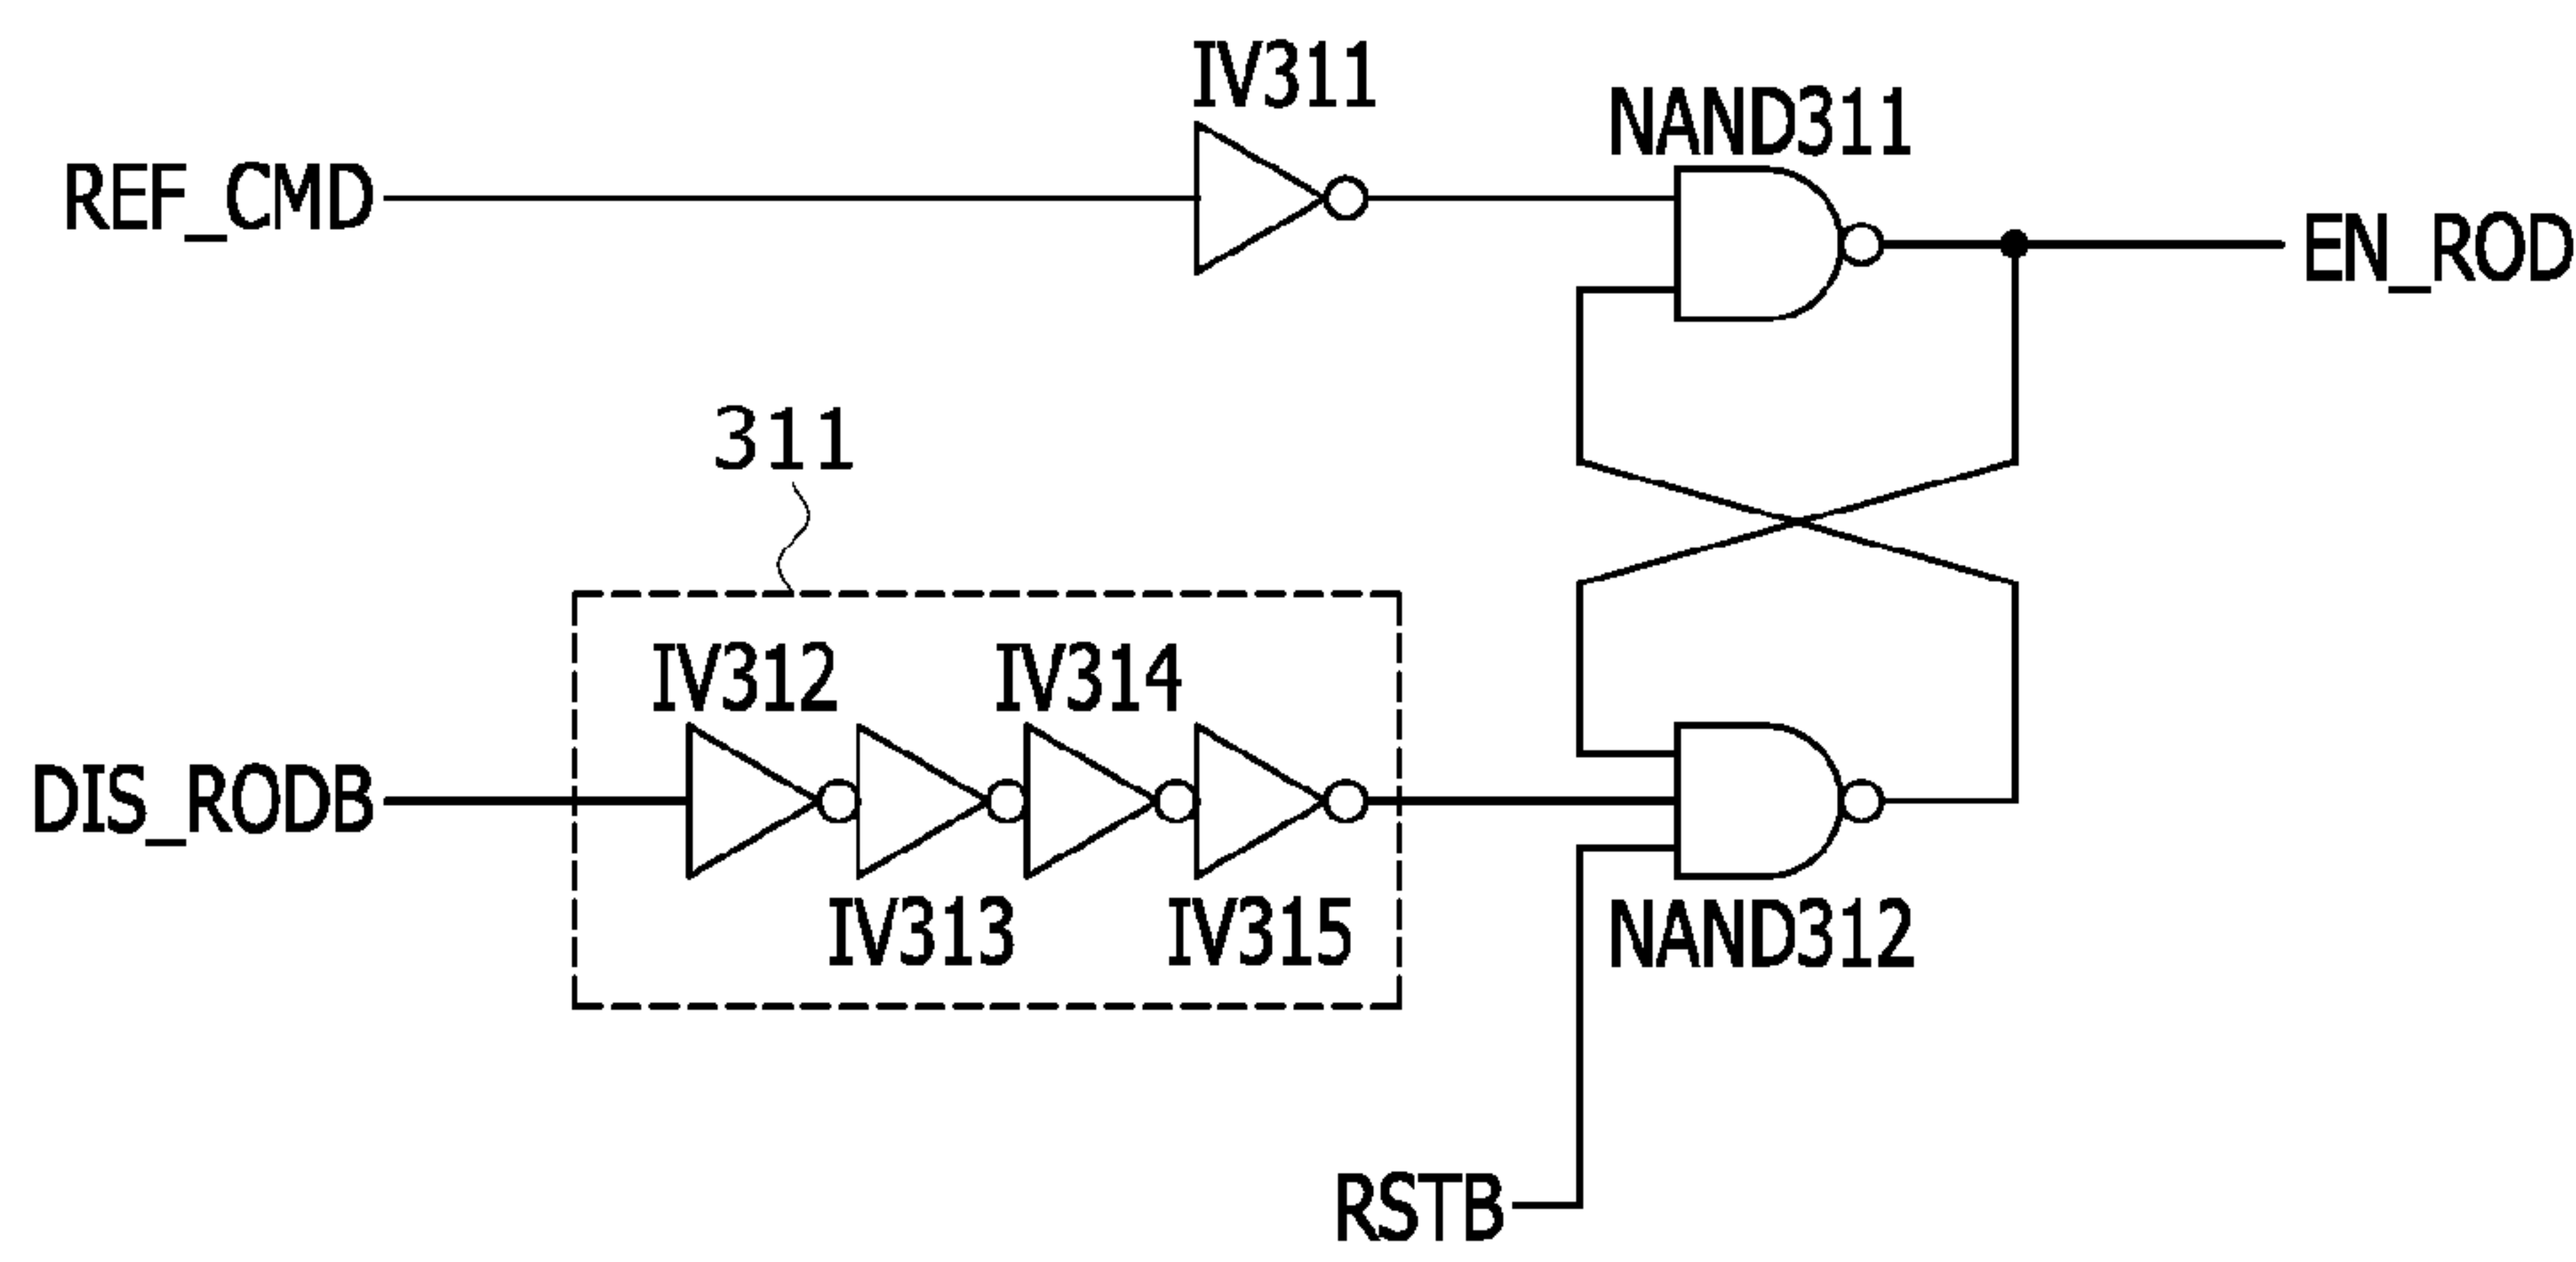 IV311
NAND311
REF_CMD
EN_ROD
311
IV312
IV314
DIS_RODB
IV313
IV315
NAND312
RSTB